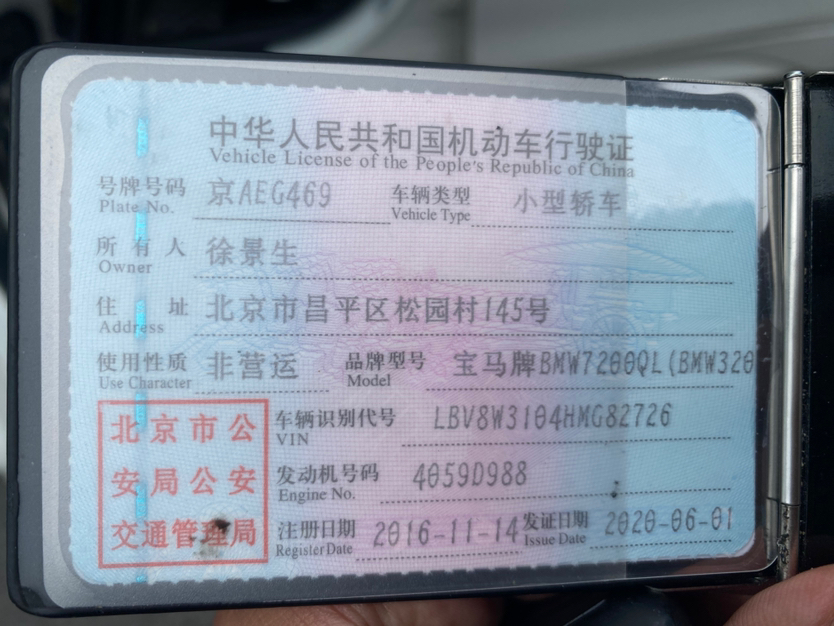 中华人民共和国机动车行驶证
Vehicle License of the People's Republic of China
号牌号码 京AEG469 车辆类型 小型轿车
Plate No. Vehicle Type
所有人 徐景生
Owner
住址 北京市昌平区松园村145号
Address
使用性质 非营运 品牌型号 宝马牌BMW7200QL(BMW320
Use Character Model
北京市公
安局公安
交通管理局
车辆识别代号 LBV8W3104HMG82726
VIN
发动机号码 4059D988
Engine No.
注册日期 2016-11-14 发证日期 2020-06-01
Register Date Issue Date